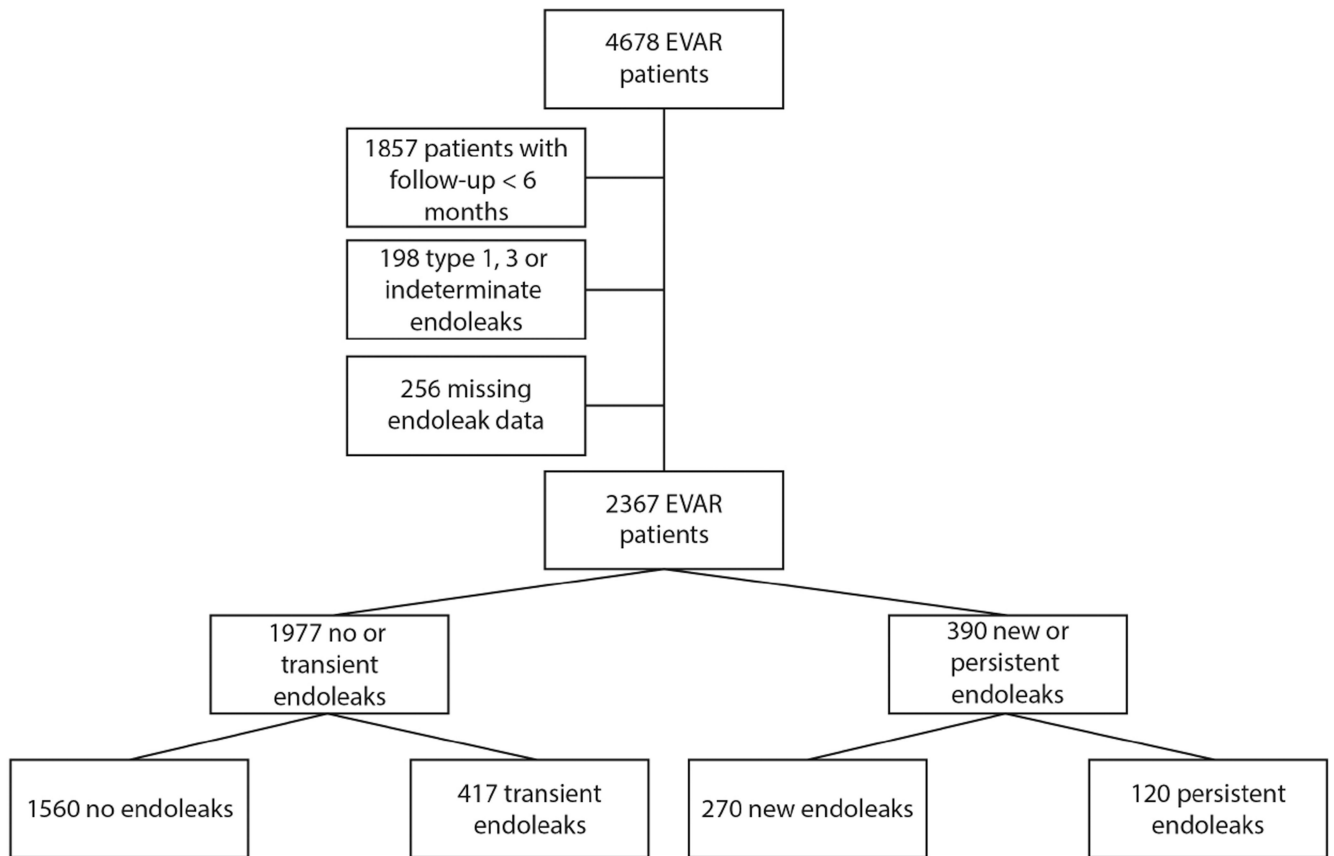 4678 EVAR
patients
1857 patients with
follow-up < 6
months
198 type 1, 3 or
indeterminate
endoleaks
256 missing
endoleak data
2367 EVAR
patients
1977 no or
transient
endoleaks
390 new or
persistent
endoleaks
1560 no endoleaks
417 transient
endoleaks
270 new endoleaks
120 persistent
endoleaks